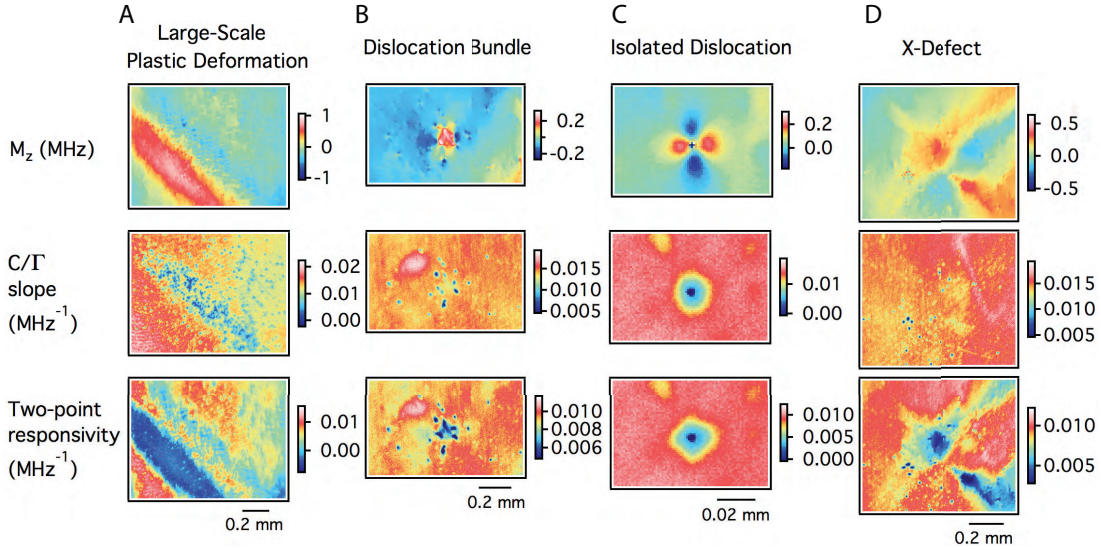 A
B
C
D
Large-Scale
Plastic Deformation
Dislocation Bundle
Isolated Dislocation
X-Defect
Mz (MHz)
1
0
-1
0.2
-0.2
0.2
0.0
0.5
0.0
-0.5
C/Γ
slope
(MHz⁻¹)
0.02
0.01
0.00
0.015
0.010
0.005
0.01
0.00
0.015
0.010
0.005
Two-point
responsivity
(MHz⁻¹)
0.01
0.00
0.010
0.008
0.006
0.010
0.005
0.000
0.010
0.005
0.2 mm
0.2 mm
0.02 mm
0.2 mm